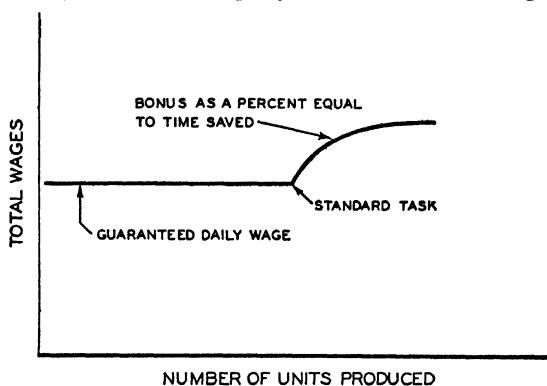 BONUS AS A PERCENT EQUAL
TO TIME SAVED
STANDARD TASK
GUARANTEED DAILY WAGE
TOTAL WAGES
NUMBER OF UNITS PRODUCED